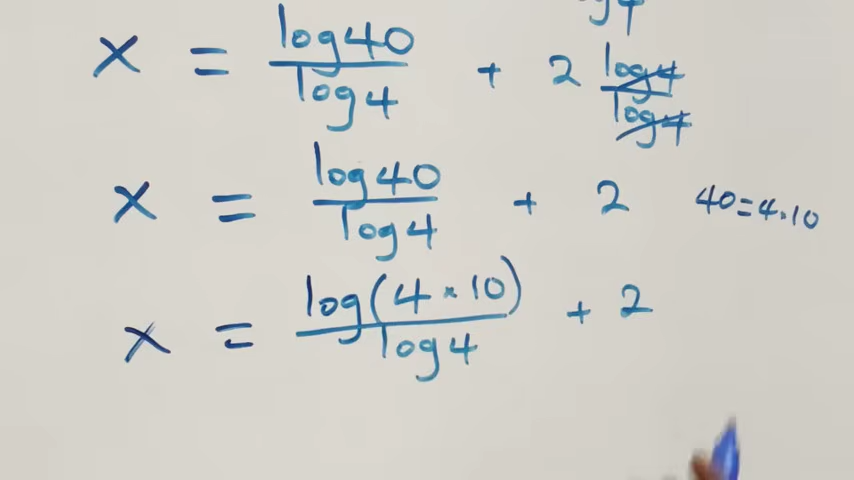 x = log40/log4 + 2 log4/log4
x = log40/log4 + 2 40=4.10
x = log(4×10)/log4 + 2